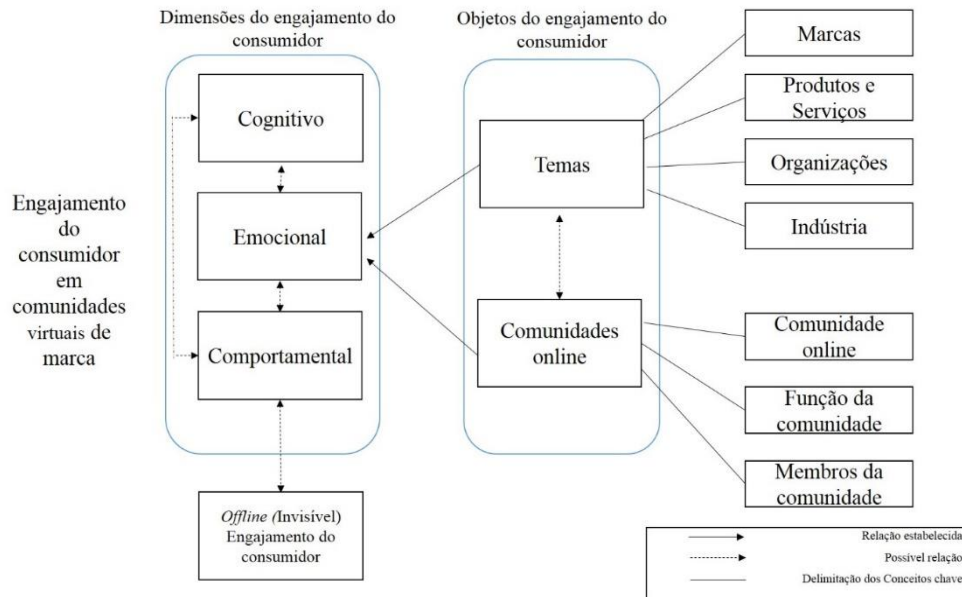 Dimensões do engajamento do
consumidor
Objetos do engajamento do
consumidor
Engajamento
do
consumidor
em
comunidades
virtuais de
marca
Cognitivo
Emocional
Comportamental
Offline (Invisível)
Engajamento do
consumidor
Temas
Comunidades
online
Marcas
Produtos e
Serviços
Organizações
Indústria
Comunidade
online
Função da
comunidade
Membros da
comunidade
Relação estabelecida
Possível relação
Delimitação dos Conceitos chave